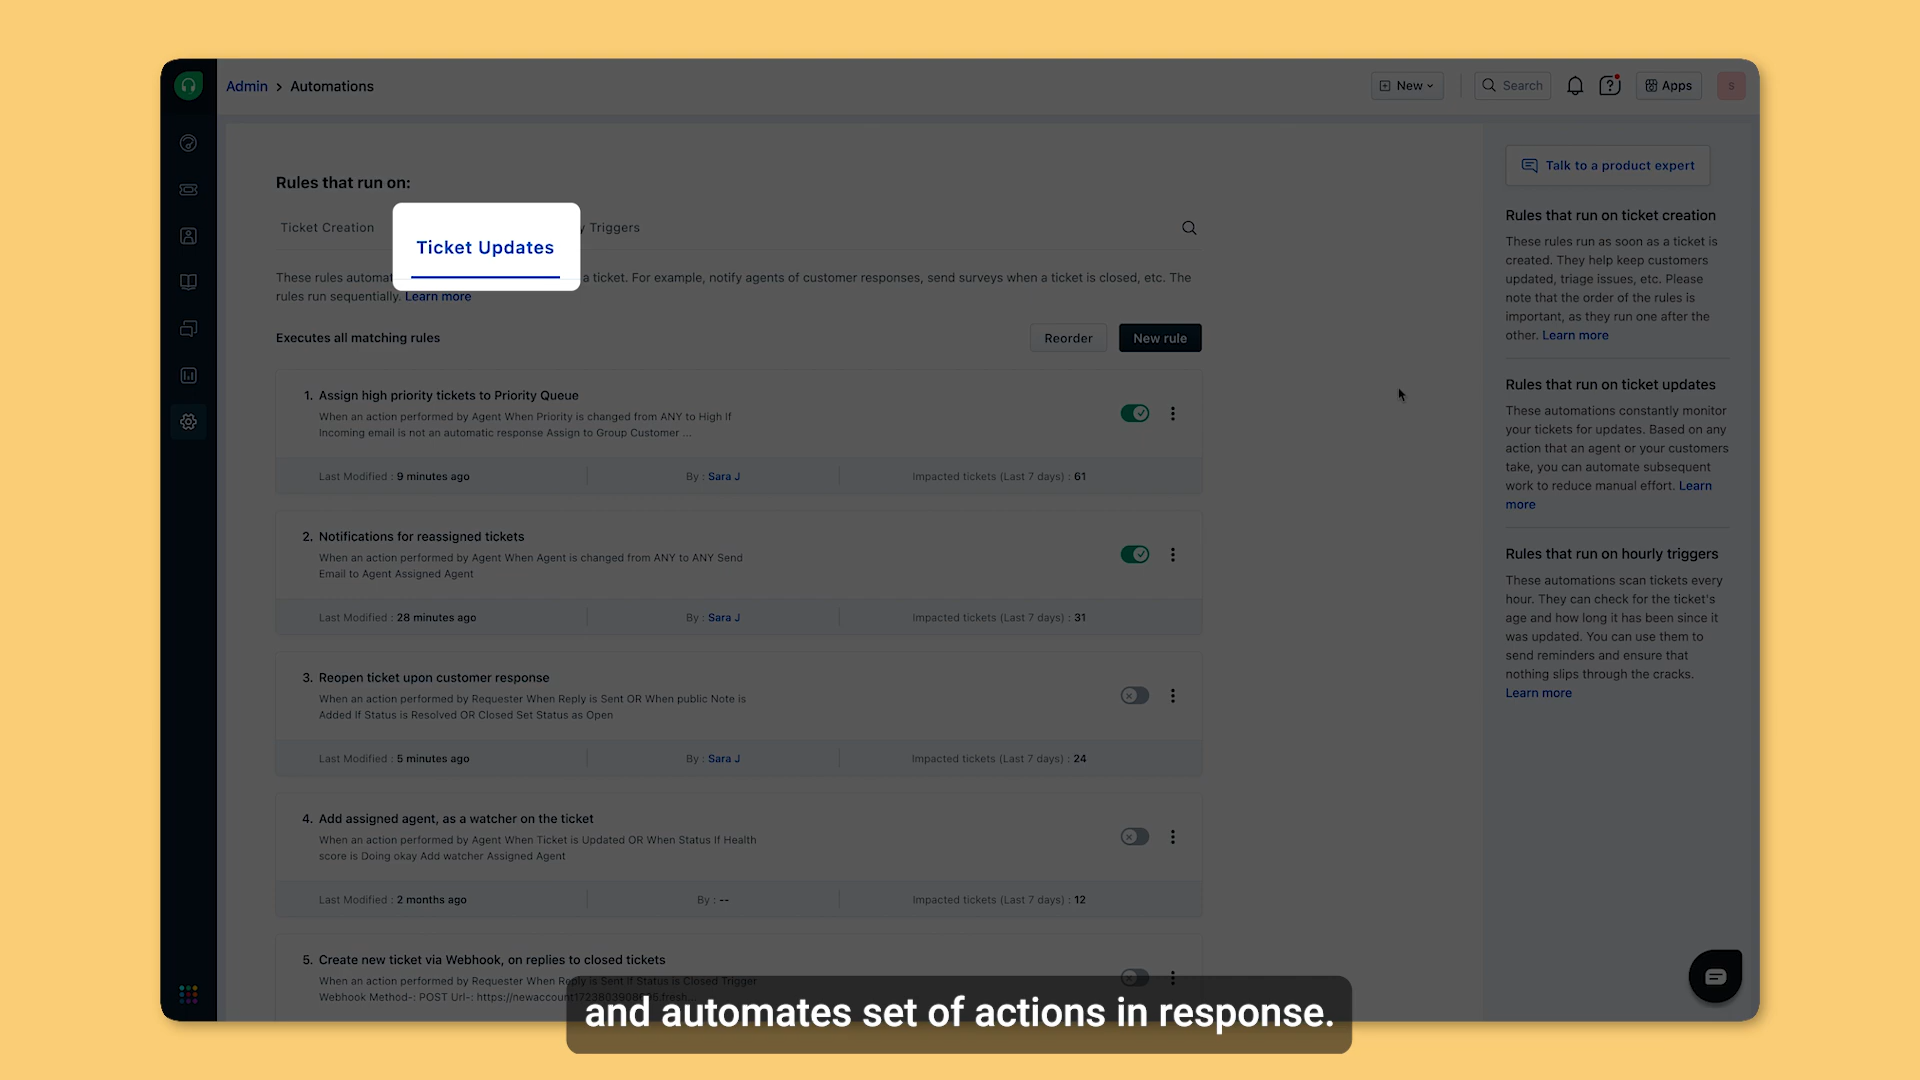 Admin > Automations
New
Search
Apps
S
Rules that run on:
Ticket Creation
Ticket Updates
y Triggers
These rules automat
a ticket. For example, notify agents of customer responses, send surveys when a ticket is closed, etc. The
rules run sequentially. Learn more
Executes all matching rules
Reorder
New rule
1. Assign high priority tickets to Priority Queue
When an action performed by Agent When Priority is changed from ANY to High If
Incoming email is not an automatic response Assign to Group Customer ...
Last Modified : 9 minutes ago
By : Sara J
Impacted tickets (Last 7 days) : 61
2. Notifications for reassigned tickets
When an action performed by Agent When Agent is changed from ANY to ANY Send
Email to Agent Assigned Agent
Last Modified : 28 minutes ago
By : Sara J
Impacted tickets (Last 7 days) : 31
3. Reopen ticket upon customer response
When an action performed by Requester When Reply is Sent OR When public Note is
Added If Status is Resolved OR Closed Set Status as Open
Last Modified : 5 minutes ago
By : Sara J
Impacted tickets (Last 7 days) : 24
4. Add assigned agent, as a watcher on the ticket
When an action performed by Agent When Ticket is Updated OR When Status If Health
score is Doing okay Add watcher Assigned Agent
Last Modified : 2 months ago
By : --
Impacted tickets (Last 7 days) : 12
5. Create new ticket via Webhook, on replies to closed tickets
When an action performed by Requester When Reply is Sent If Status is Closed Trigger
Webhook Method-: POST Url-:
Talk to a product expert
Rules that run on ticket creation
These rules run as soon as a ticket is
created. They help keep customers
updated, triage issues, etc. Please
note that the order of the rules is
important, as they run one after the
other. Learn more
Rules that run on ticket updates
These automations constantly monitor
your tickets for updates. Based on any
action that an agent or your customers
take, you can automate subsequent
work to reduce manual effort. Learn
more
Rules that run on hourly triggers
These automations scan tickets every
hour. They can check for the ticket's
age and how long it has been since it
was updated. You can use them to
send reminders and ensure that
nothing slips through the cracks.
Learn more
and automates set of actions in response.